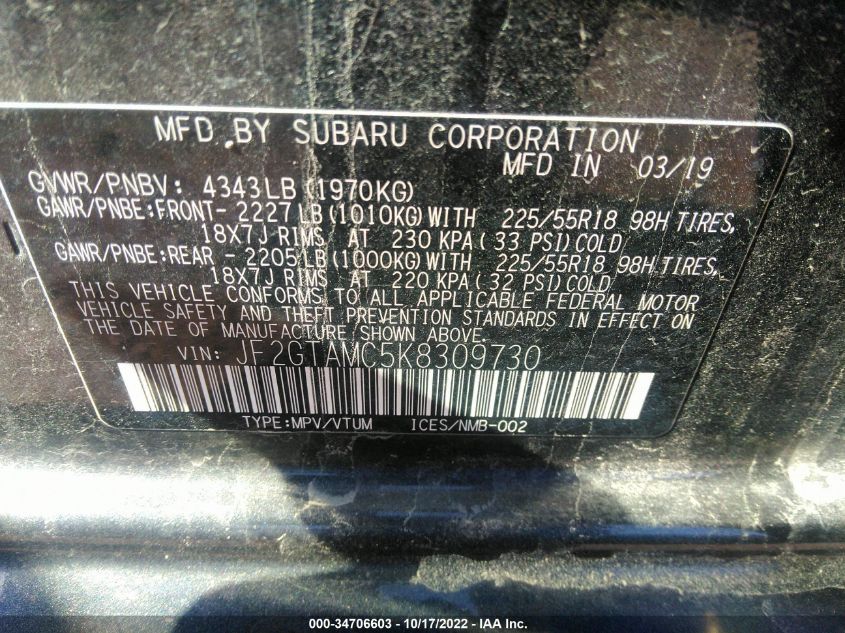 MFD. BY SUBARU CORPORATION
MFD IN 03/19
GVWR/PNBV: 4343LB (1970KG)
GAWR/PNBE:FRONT- 2227 LB(1010KG)WITH 225/55R18 98H TIRES,
18X7J RIMS AT 230 KPA( 33 PSI)COLD
GAWR/PNBE:REAR - 2205 LB(1000KG)WITH 225/55R18 98H TIRES,
18X7J RIMS AT 220 KPA( 32 PSI)COLD
THIS VEHICLE CONFORMS TO ALL APPLICABLE FEDERAL MOTOR
VEHICLE SAFETY AND THEFT PREVENTION STANDARDS IN EFFECT ON
THE DATE OF MANUFACTURE SHOWN ABOVE.
VIN: JF2GTAMC5K8309730
TYPE:MPV/VTUM ICES/NMB-002
000-34706603 - 10/17/2022 - IAA Inc.